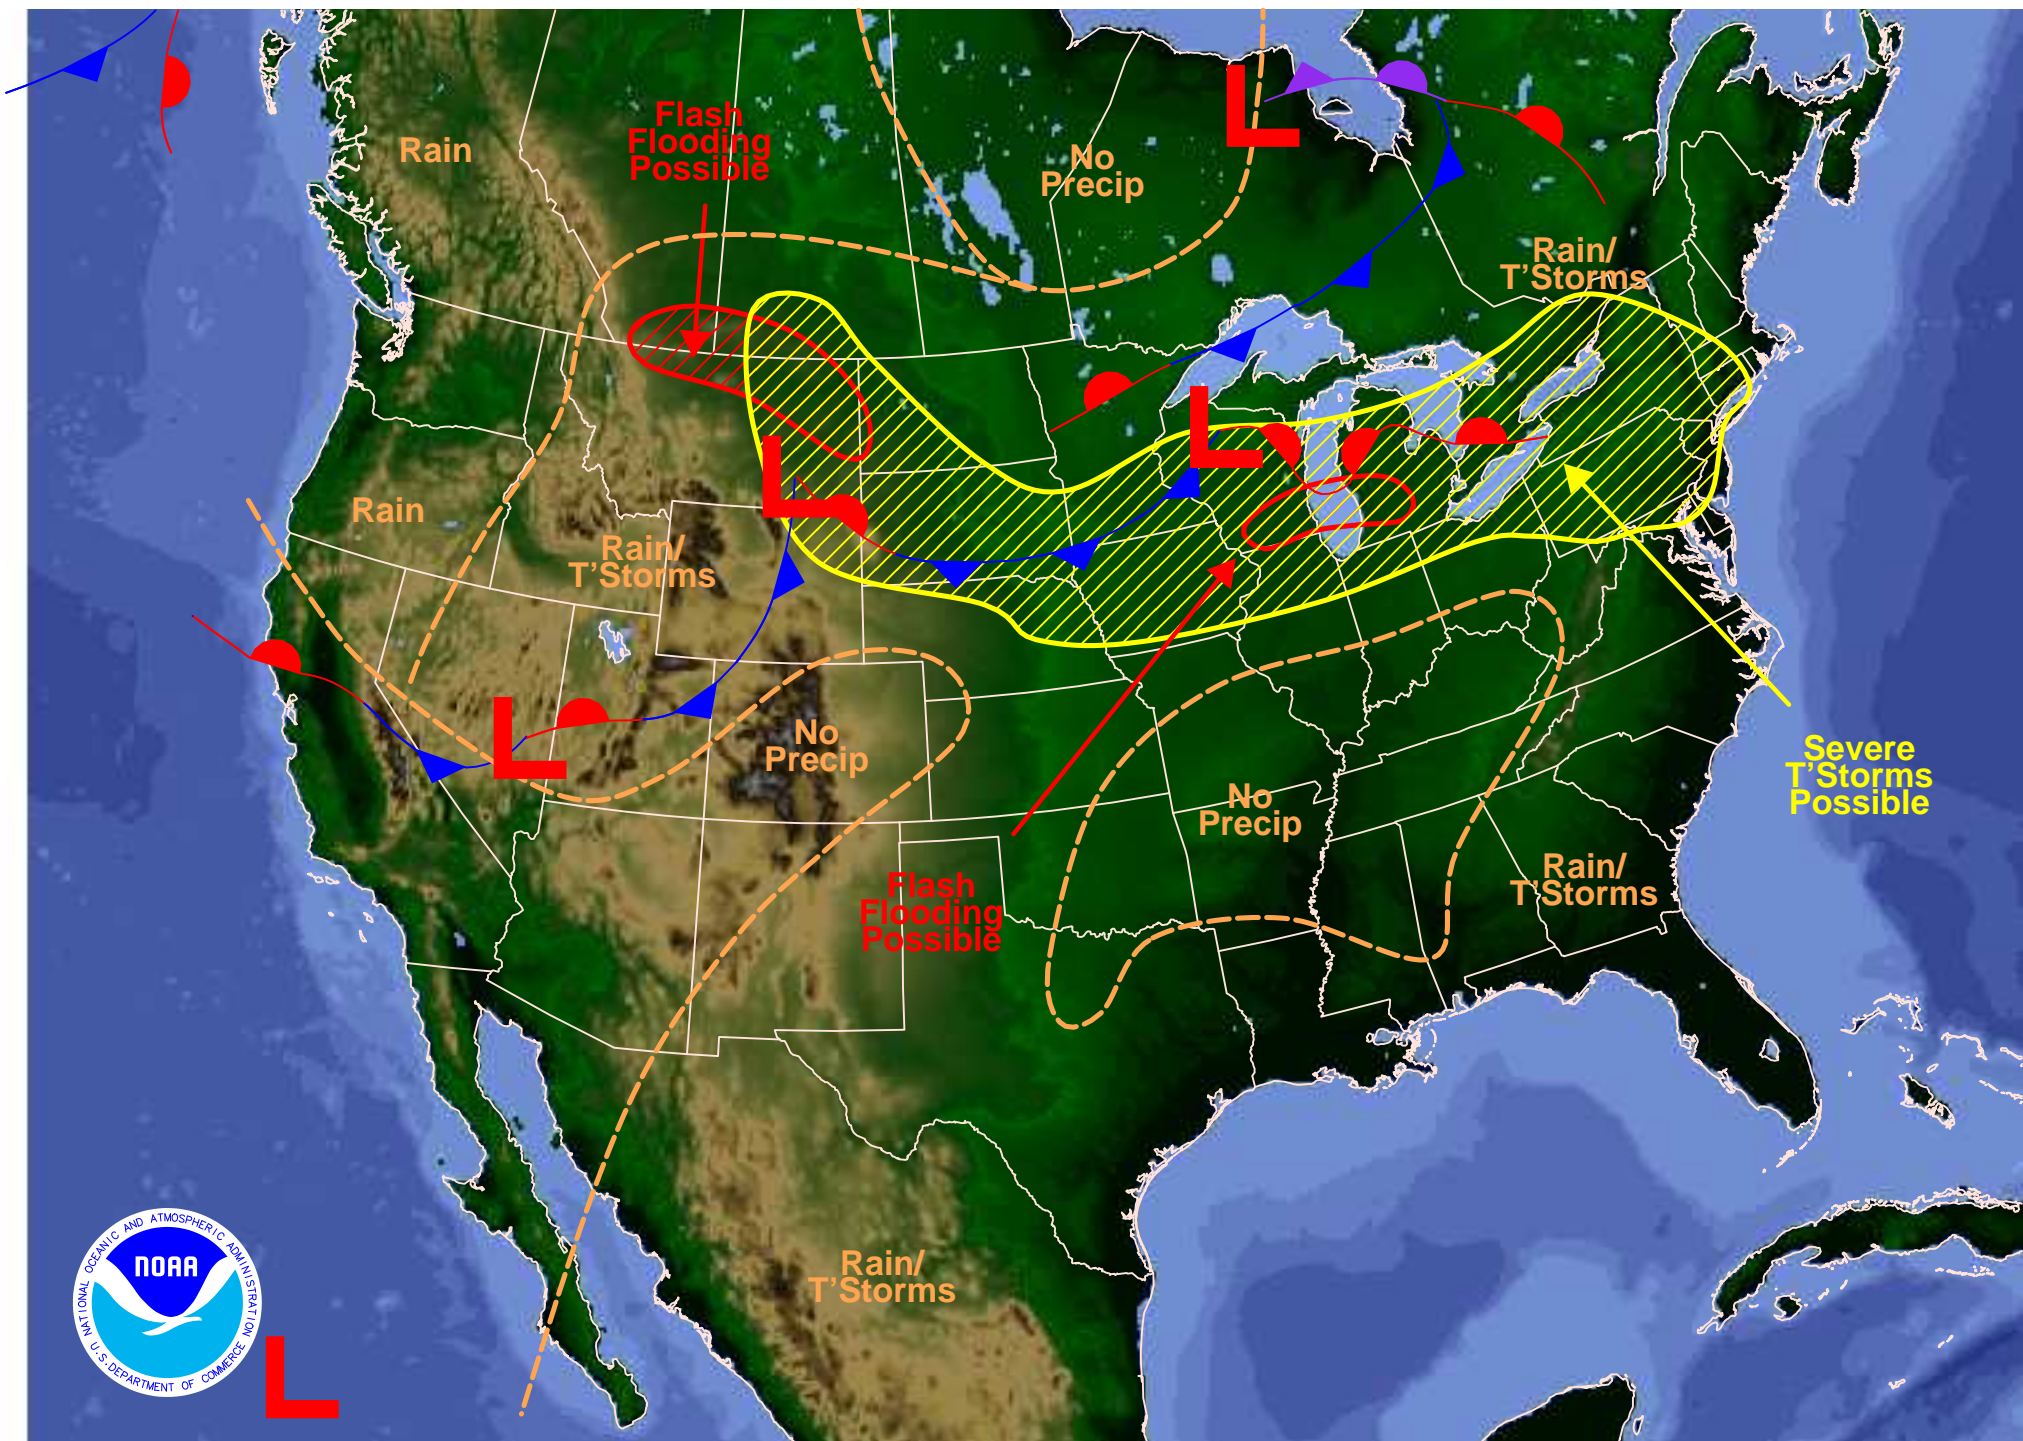 Flash
Flooding
Possible
Rain
No
Precip
Rain/
T'Storms
Rain
Rain/
T'Storms
No
Precip
Severe
T'Storms
Possible
No
Precip
Rain/
T'Storms
Flash
Flooding
Possible
Rain/
T'Storms
L
L
L
L
L
NATIONAL OCEANIC AND ATMOSPHERIC ADMINISTRATION
NOAA
U.S. DEPARTMENT OF COMMERCE